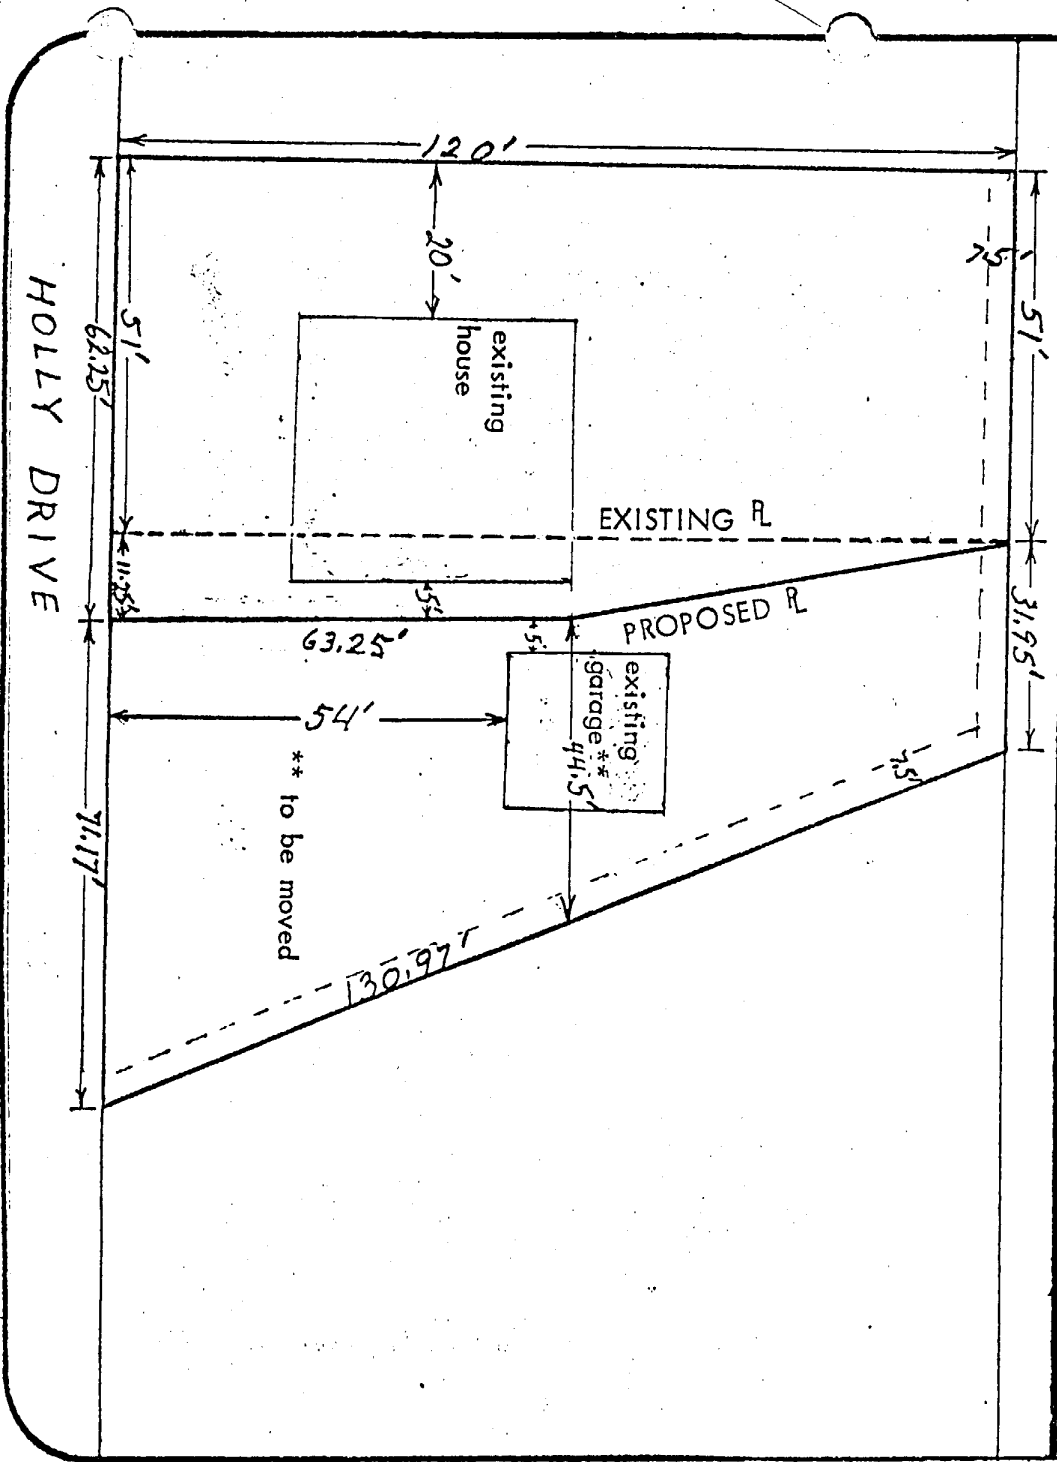 120'
20'
7.5'
51'
51'
62.25'
existing
house
HOLLY DRIVE
EXISTING PL
11.25'
5'
63.25'
PROPOSED PL
31.95'
5'
existing
garage **
44.5'
54'
** to be moved
7.5'
71.17'
130.97'